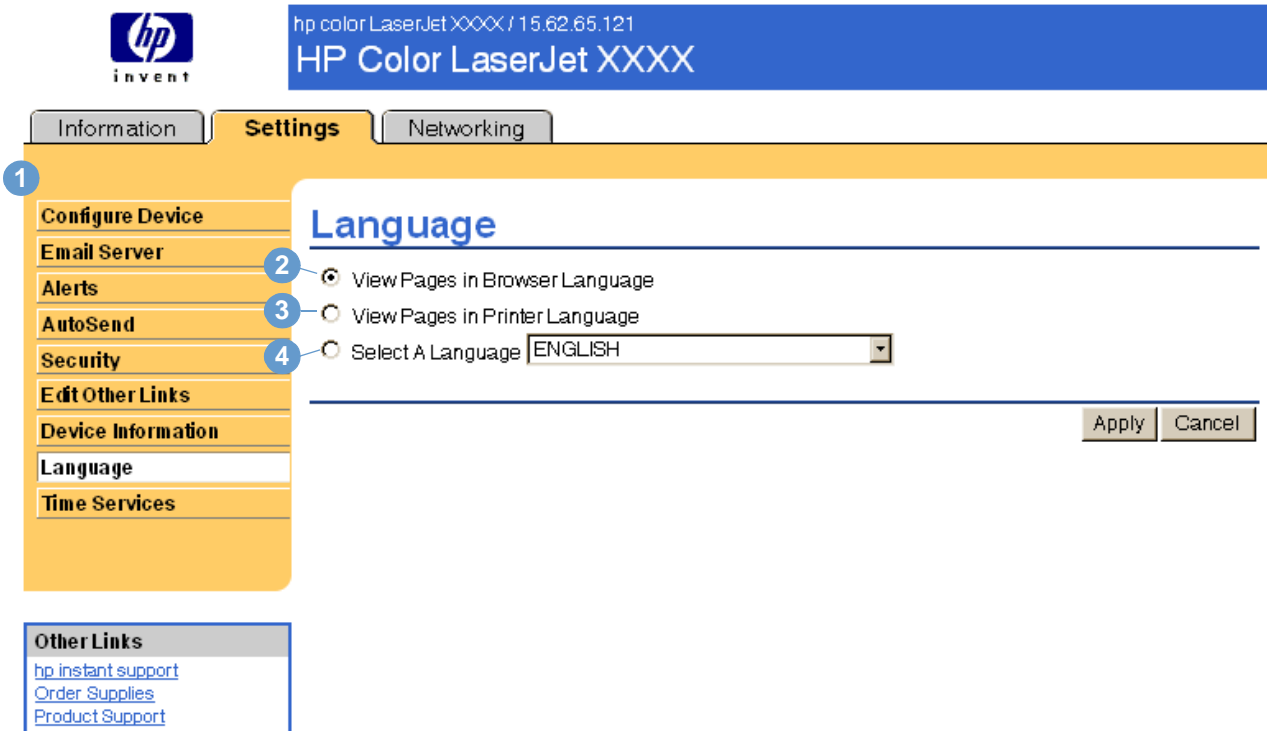 hp
invent
hp color LaserJet XXXX / 15.62.65.121
HP Color LaserJet XXXX
Information
Settings
Networking
1
Configure Device
Email Server
Alerts
AutoSend
Security
Edit Other Links
Device Information
Language
Time Services
Language
2 View Pages in Browser Language
3 View Pages in Printer Language
4 Select A Language ENGLISH
Apply Cancel
Other Links
hp instant support
Order Supplies
Product Support